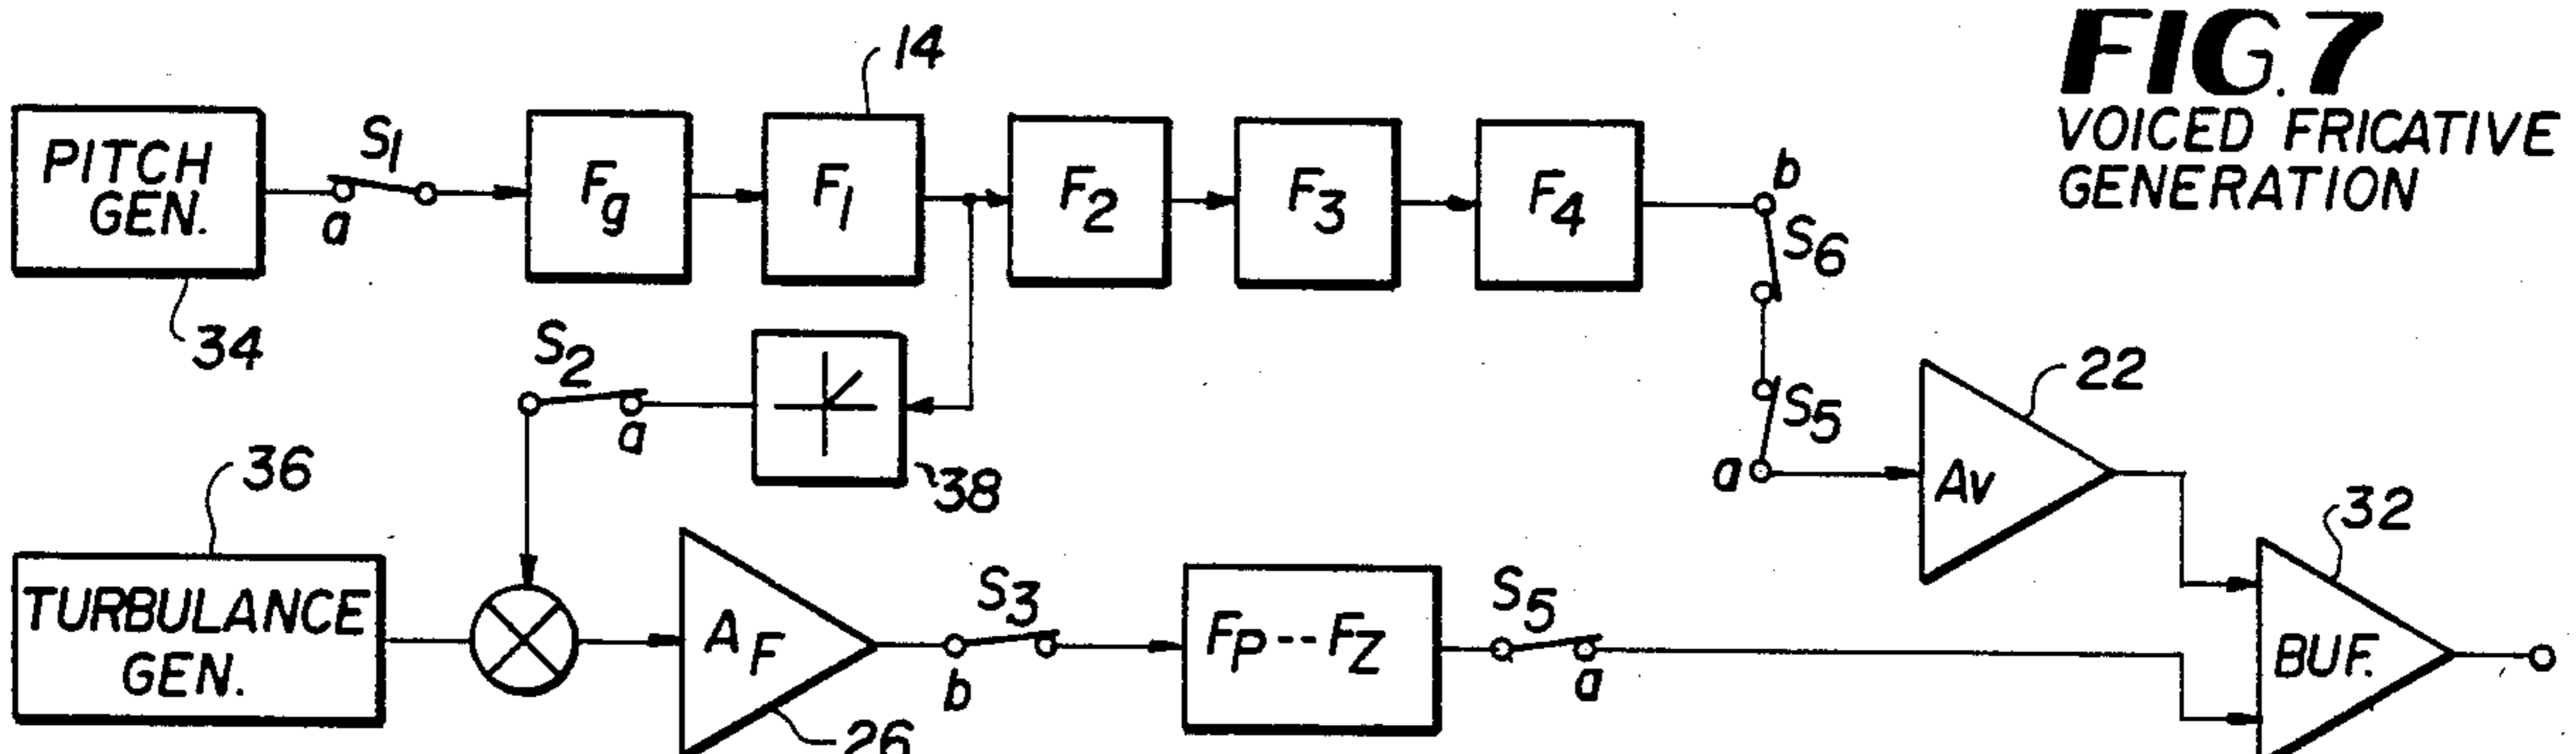 FIG. 7
VOICED FRICATIVE
GENERATION
14
PITCH
GEN.
S1
a
Fg
F1
F2
F3
F4
b
S6
34
S2
a
38
S5
a
22
AV
36
TURBULANCE
GEN.
AF
26
S3
b
FP--FZ
S5
a
32
BUF.